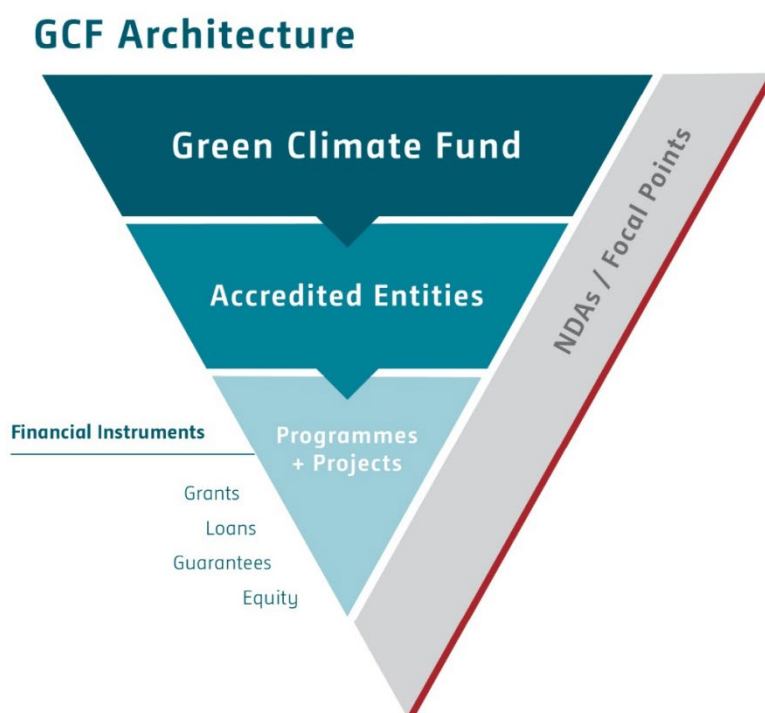 GCF Architecture
Green Climate Fund
Accredited Entities
NDAs / Focal Points
Programmes
+ Projects
Financial Instruments
Grants
Loans
Guarantees
Equity